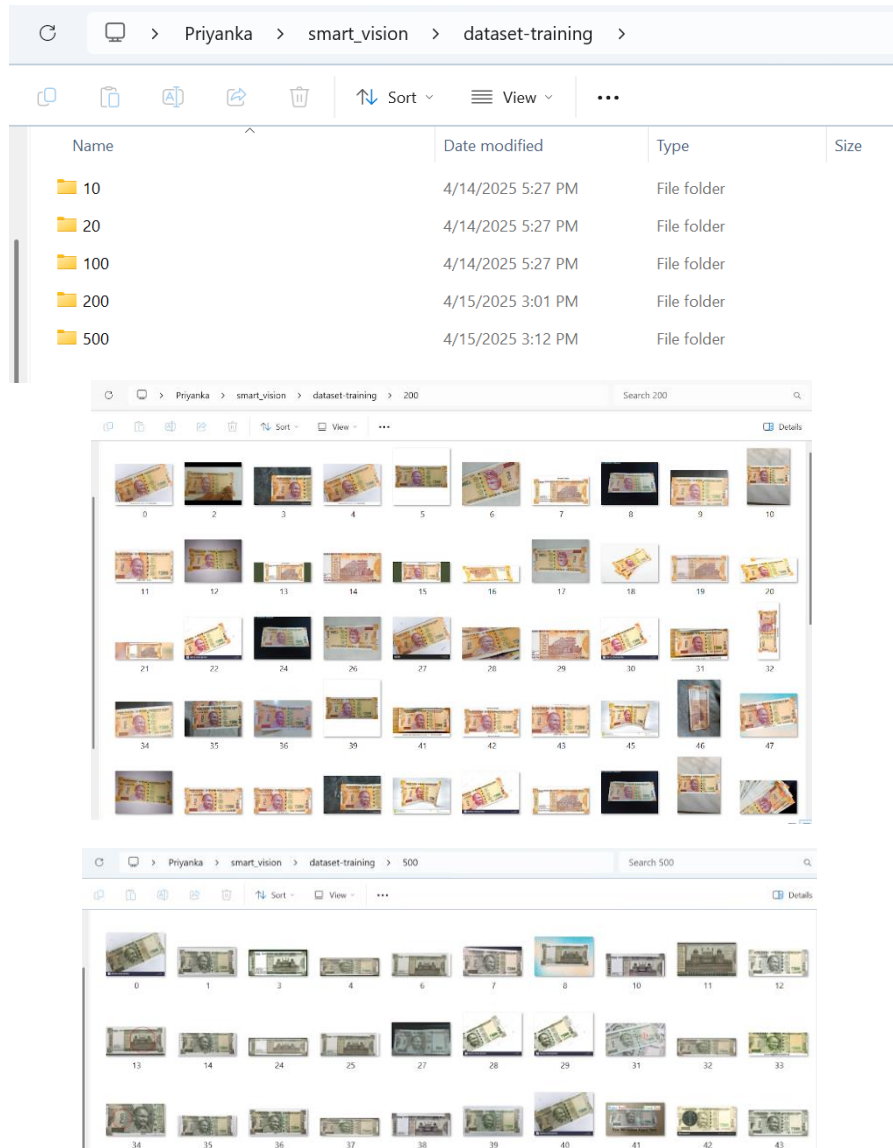 Priyanka > smart_vision > dataset-training >
Sort View
Name Date modified Type Size
10 4/14/2025 5:27 PM File folder
20 4/14/2025 5:27 PM File folder
100 4/14/2025 5:27 PM File folder
200 4/15/2025 3:01 PM File folder
500 4/15/2025 3:12 PM File folder
> Priyanka > smart_vision > dataset-training > 200 Search 200
Sort View Details
0 2 3 4 5 6 7 8 9 10
11 12 13 14 15 16 17 18 19 20
21 22 24 26 27 28 29 30 31 32
34 35 36 39 41 42 43 45 46 47
> Priyanka > smart_vision > dataset-training > 500 Search 500
Sort View Details
0 1 3 4 6 7 8 10 11 12
13 14 24 25 27 28 29 31 32 33
34 35 36 37 38 39 40 41 42 43